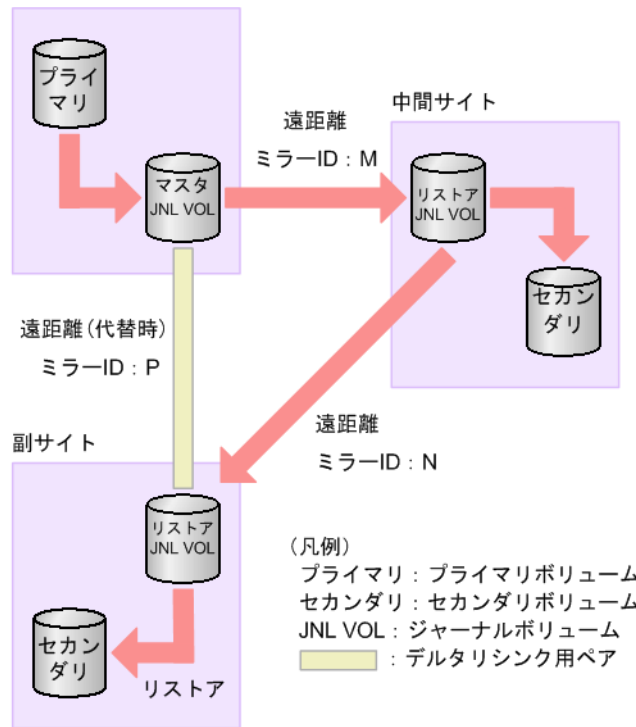 プライ
マリ
マスタ
JNL VOL
遠距離
ミラーID：M
中間サイト
リストア
JNL VOL
セカン
ダリ
遠距離（代替時）
ミラーID：P
遠距離
ミラーID：N
副サイト
リストア
JNL VOL
セカン
ダリ
リストア
（凡例）
プライマリ：プライマリボリューム
セカンダリ：セカンダリボリューム
JNL VOL：ジャーナルボリューム
：デルタリシンク用ペア